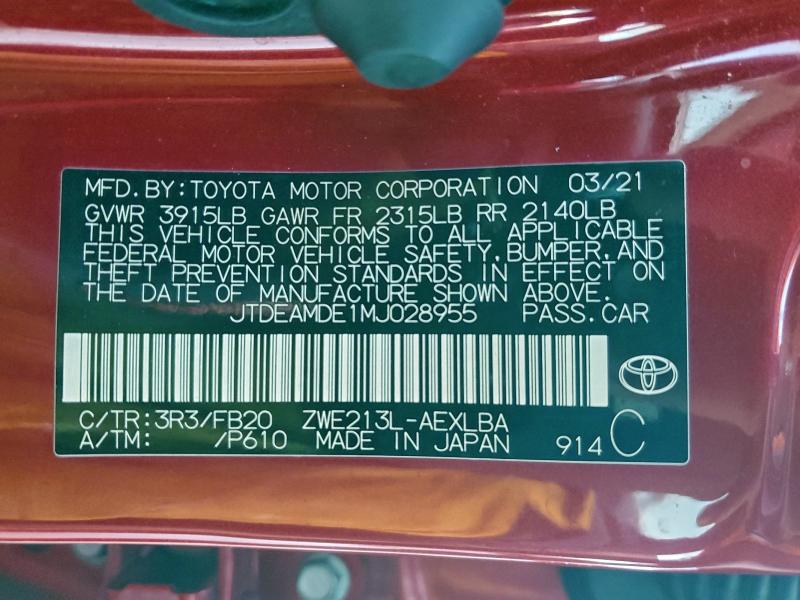 MFD.BY:TOYOTA MOTOR CORPORATION 03/21
GVWR 3915LB GAWR FR 2315LB RR 2140LB
THIS VEHICLE CONFORMS TO ALL APPLICABLE
FEDERAL MOTOR VEHICLE SAFETY,BUMPER,AND
THEFT PREVENTION STANDARDS IN EFFECT ON
THE DATE OF MANUFACTURE SHOWN ABOVE.
JTDEAMDE1MJ028955 PASS.CAR
C/TR:3R3/FB20 ZWE213L-AEXLBA
A/TM: /P610 MADE IN JAPAN 914 C